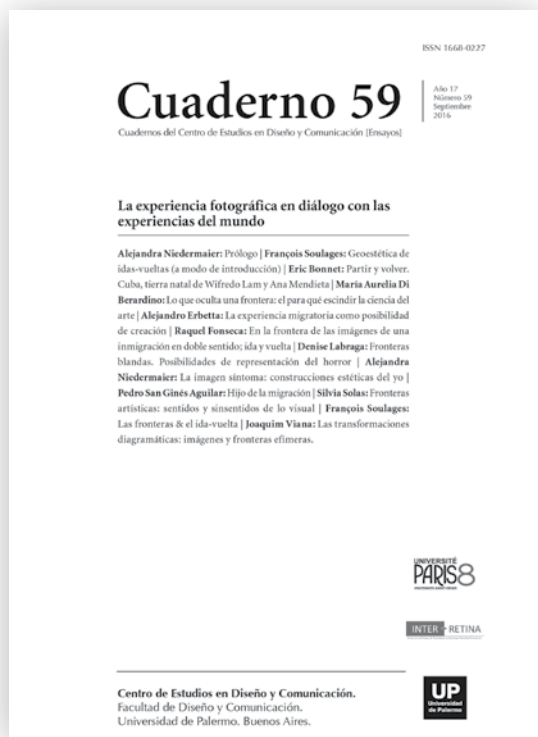 ISSN 1668-0227
Cuaderno 59
Cuadernos del Centro de Estudios en Diseño y Comunicación [Ensayos]
Año 17
Número 59
Septiembre
2016
La experiencia fotográfica en diálogo con las
experiencias del mundo
Alejandra Niedermaier: Prólogo | François Soulages: Geoestética de
idas-vueltas (a modo de introducción) | Eric Bonnet: Partir y volver.
Cuba, tierra natal de Wifredo Lam y Ana Mendieta | María Aurelia Di
Berardino: Lo que oculta una frontera: el para qué escindir la ciencia del
arte | Alejandro Erbetta: La experiencia migratoria como posibilidad
de creación | Raquel Fonseca: En la frontera de las imágenes de una
inmigración en doble sentido; ida y vuelta | Denise Labraga: Fronteras
blandas. Posibilidades de representación del horror | Alejandra
Niedermaier: La imagen síntoma: construcciones estéticas del yo |
Pedro San Ginés Aguilar: Hijo de la migración | Silvia Solas: Fronteras
artísticas: sentidos y sinsentidos de lo visual | François Soulages:
Las fronteras & el ida-vuelta | Joaquim Viana: Las transformaciones
diagramáticas: imágenes y fronteras efímeras.
UNIVERSITÉ
PARIS 8
INTER RETINA
Centro de Estudios en Diseño y Comunicación.
Facultad de Diseño y Comunicación.
Universidad de Palermo. Buenos Aires.
UP
Universidad
de Palermo